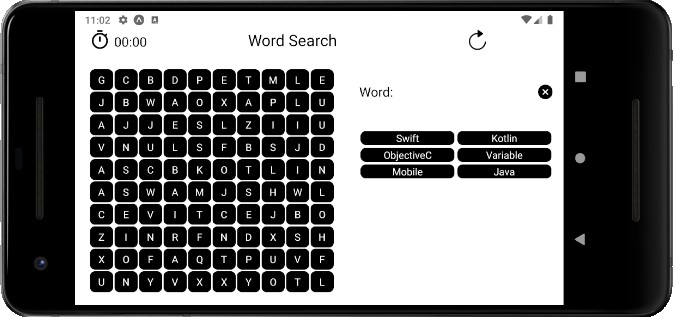 11:02
00:00 Word Search
G C B D P E T M L E
J B W A O X A P L U
Word:
A J J E S L Z I I U
V N U L S F B S J D
Swift Kotlin
ObjectiveC Variable
A S C B K O T L I N
Mobile Java
A S W A M J S H W L
C E V I T C E J B O
Z I N R F N D X S H
X O F A Q T P U V F
U N Y V X X Y O T L